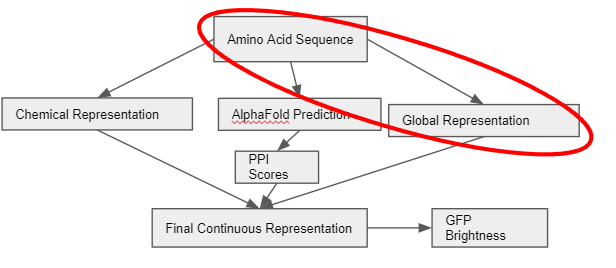 Amino Acid Sequence
Chemical Representation
AlphaFold Prediction
Global Representation
PPI
Scores
Final Continuous Representation
GFP
Brightness